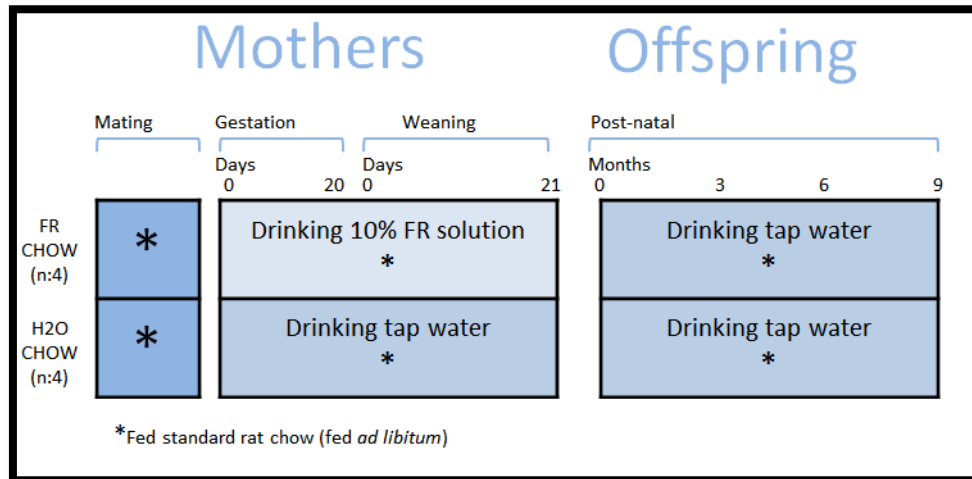 Mothers Offspring
Mating Gestation Weaning Post-natal
Days Days Months
0 20 0 21 0 3 6 9
FR
CHOW
(n:4)
*
Drinking 10% FR solution
*
Drinking tap water
*
H2O
CHOW
(n:4)
*
Drinking tap water
*
Drinking tap water
*
*Fed standard rat chow (fed ad libitum)